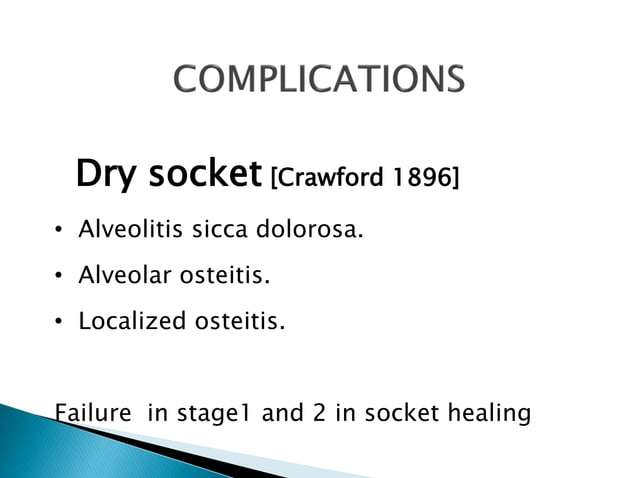 COMPLICATIONS
Dry socket [Crawford 1896]
• Alveolitis sicca dolorosa.
• Alveolar osteitis.
• Localized osteitis.
Failure  in stage1 and 2 in socket healing